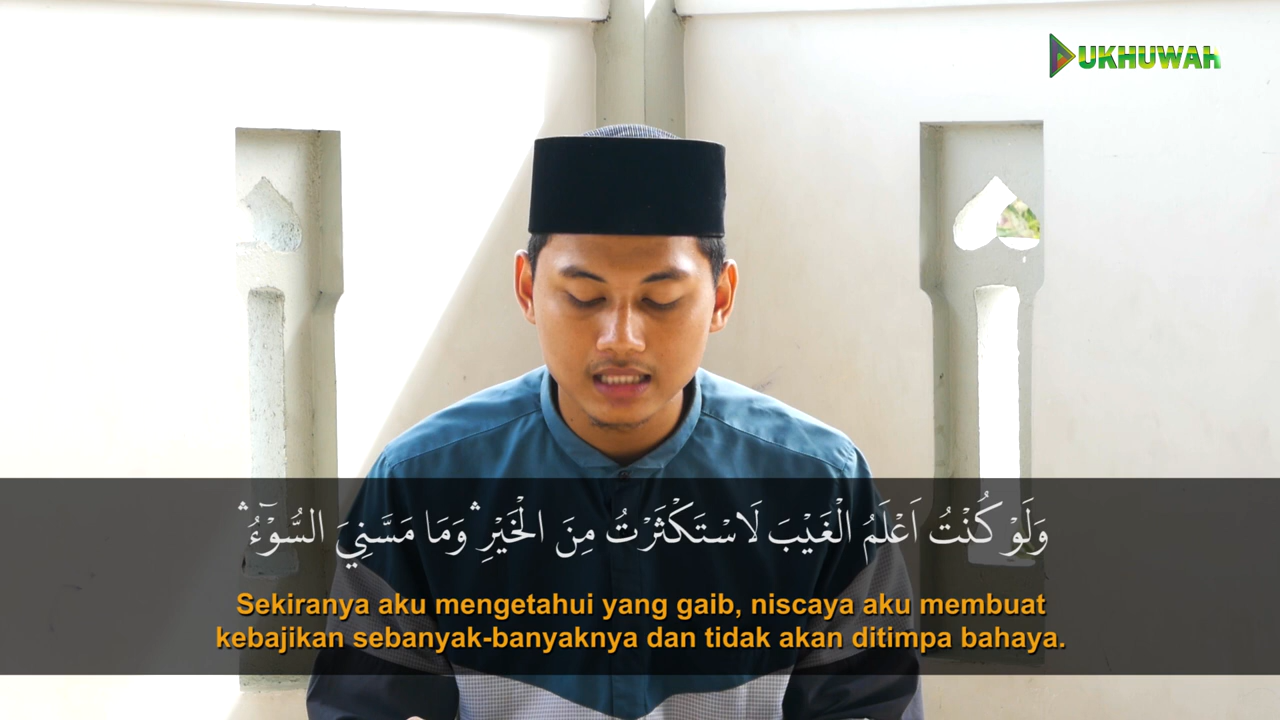 UKHUWAH
وَلَوْ كُنْتُ اَعْلَمُ الْغَيْبَ لَاسْتَكْثَرْتُ مِنَ الْخَيْرِۛ وَمَا مَسَّنِيَ السُّوْۤءُۛ
Sekiranya aku mengetahui yang gaib, niscaya aku membuat
kebajikan sebanyak-banyaknya dan tidak akan ditimpa bahaya.